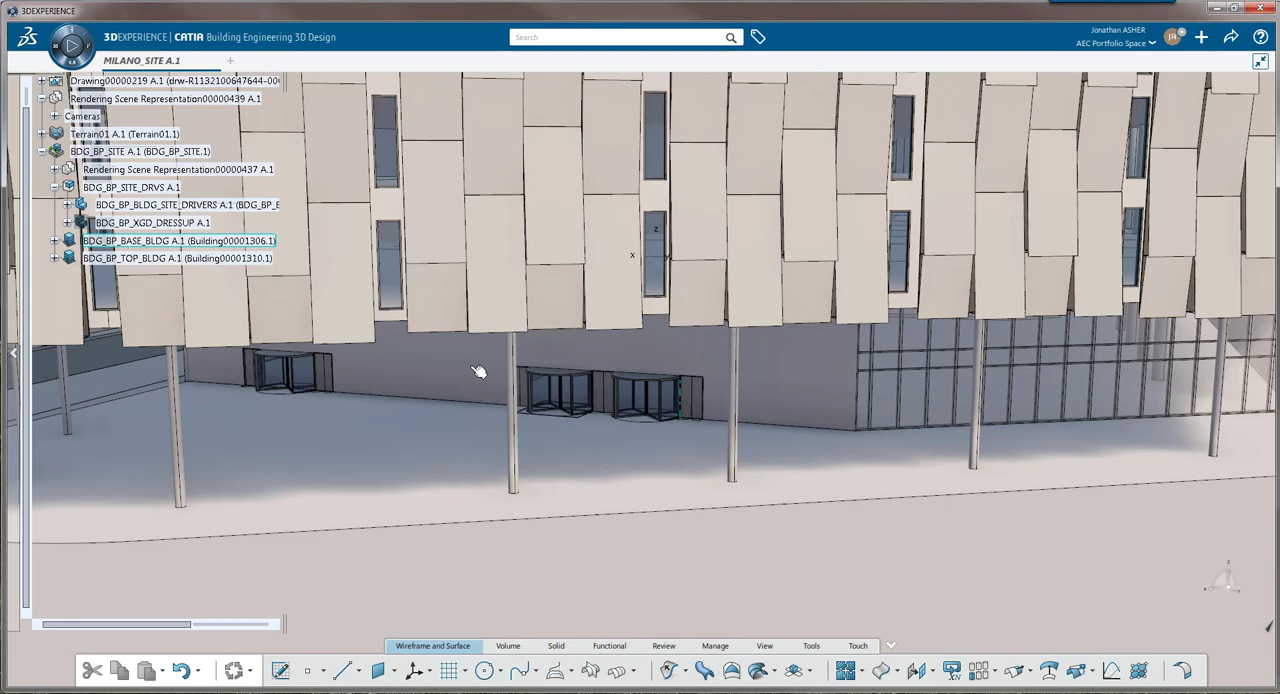 3DEXPERIENCE
3DEXPERIENCE | CATIA Building Engineering 3D Design
Search
Jonathan ASHER
AEC Portfolio Space
JA
MILANO_SITE A.1
Drawing00000219 A.1 (drw-R1132100647644-00
Rendering Scene Representation00000439 A.1
Cameras
Terrain01 A.1 (Terrain01.1)
BDG_BP_SITE A.1 (BDG_BP_SITE.1)
Rendering Scene Representation00000437 A.1
BDG_BP_SITE_DRVS A.1
BDG_BP_BLDG_SITE_DRIVERS A.1 (BDG_BP_E
BDG_BP_XGD_DRESSUP A.1
BDG_BP_BASE_BLDG A.1 (Building00001306.1)
BDG_BP_TOP_BLDG A.1 (Building00001310.1)
z
x
Wireframe and Surface Volume Solid Functional Review Manage View Tools Touch